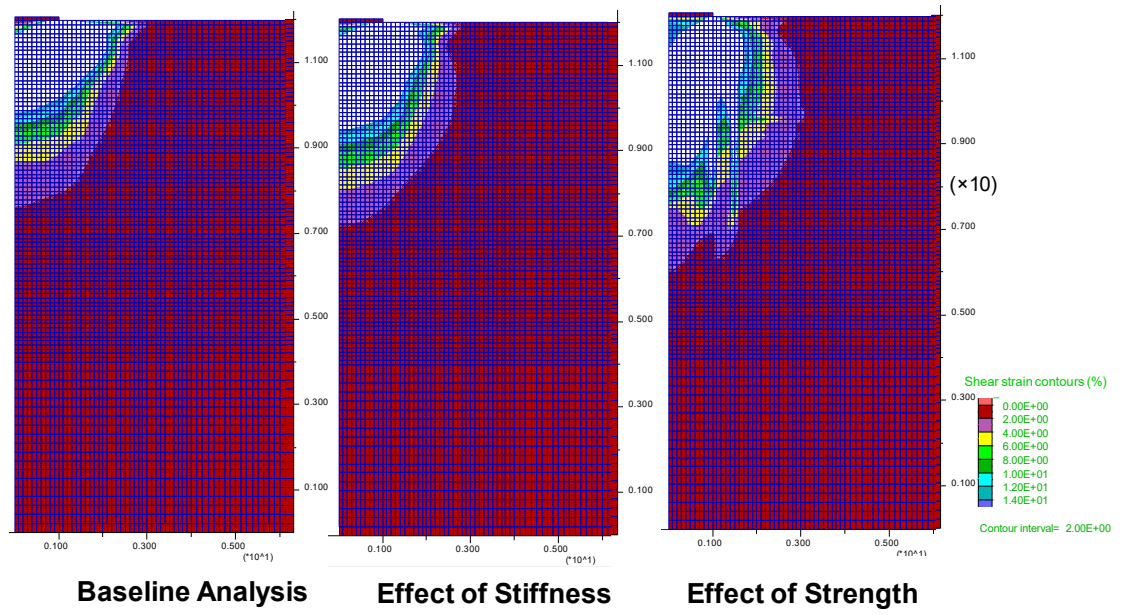 1.100
0.900
0.700
0.500
0.300
0.100
0.100 0.300 0.500
(*10^1)
Baseline Analysis
1.100
0.900
0.700
0.500
0.300
0.100
0.100 0.300 0.500
(*10^1)
Effect of Stiffness
1.100
0.900
(×10)
0.700
0.500
0.300
0.100
0.100 0.300 0.500
(*10^1)
Effect of Strength
Shear strain contours (%)
0.00E+00
2.00E+00
4.00E+00
6.00E+00
8.00E+00
1.00E+01
1.20E+01
1.40E+01
Contour interval= 2.00E+00